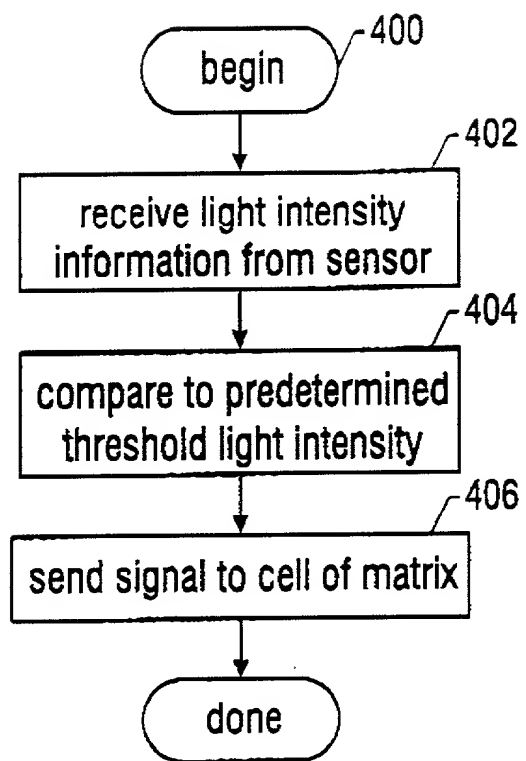 begin
400
402
receive light intensity
information from sensor
404
compare to predetermined
threshold light intensity
406
send signal to cell of matrix
done